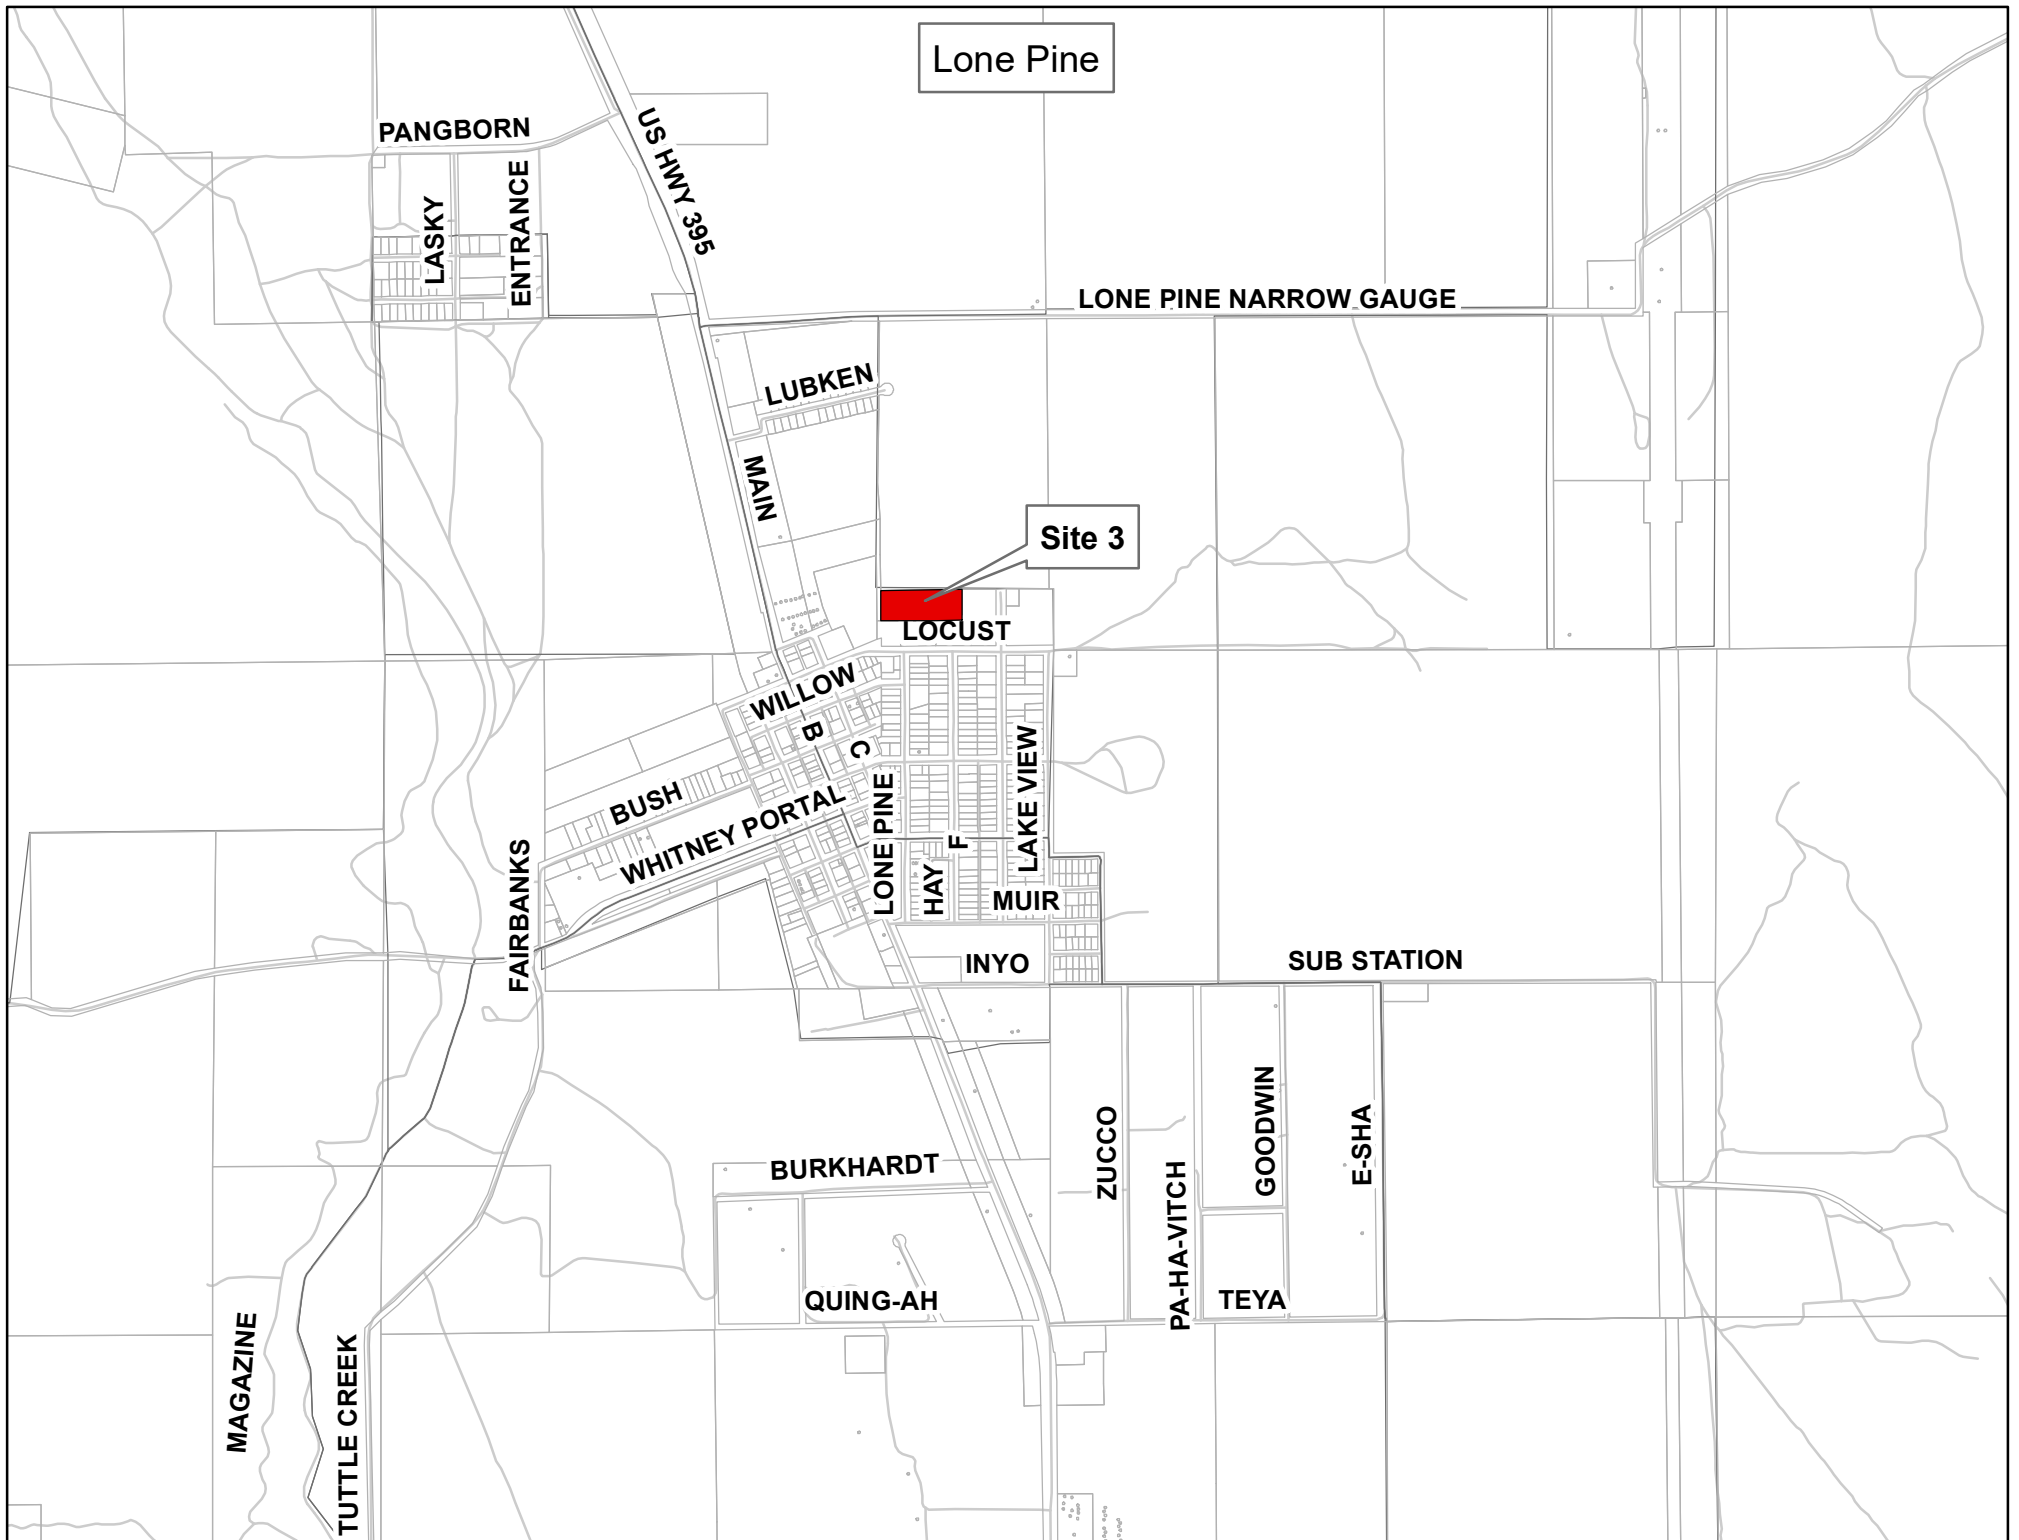 Lone Pine
PANGBORN
US HWY 395
LASKY
ENTRANCE
LONE PINE NARROW GAUGE
LUBKEN
MAIN
Site 3
LOCUST
WILLOW
B
C
LAKE VIEW
BUSH
WHITNEY PORTAL
LONE PINE
F
HAY
MUIR
FAIRBANKS
INYO
SUB STATION
ZUCCO
GOODWIN
E-SHA
BURKHARDT
PA-HA-VITCH
QUING-AH
TEYA
MAGAZINE
TUTTLE CREEK